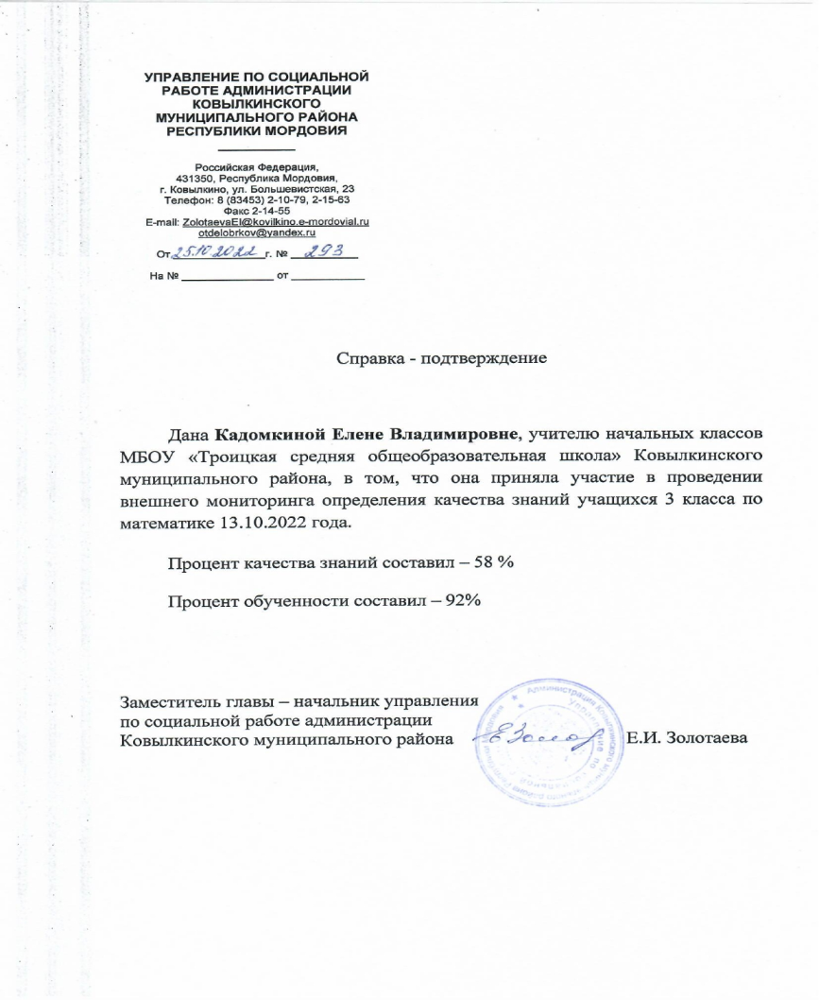 УПРАВЛЕНИЕ ПО СОЦИАЛЬНОЙ
РАБОТЕ АДМИНИСТРАЦИИ
КОВЫЛКИНСКОГО
МУНИЦИПАЛЬНОГО РАЙОНА
РЕСПУБЛИКИ МОРДОВИЯ
Российская Федерация,
431350, Республика Мордовия,
г. Ковылкино, ул. Большевистская, 23
Телефон: 8 (83453) 2-10-79, 2-15-63
Факс 2-14-55
E-mail: ZolotaevaEI@kovilkino.e-mordovial.ru
otdelobrkov@yandex.ru
От 25.10 2022 г. № 293
На № от
Справка - подтверждение
Дана Кадомкиной Елене Владимировне, учителю начальных классов
МБОУ «Троицкая средняя общеобразовательная школа» Ковылкинского
муниципального района, в том, что она приняла участие в проведении
внешнего мониторинга определения качества знаний учащихся 3 класса по
математике 13.10.2022 года.
Процент качества знаний составил – 58 %
Процент обученности составил – 92%
Заместитель главы – начальник управления
по социальной работе администрации
Ковылкинского муниципального района Е.И. Золотаева
Администрация Ковылкинского
Управление по